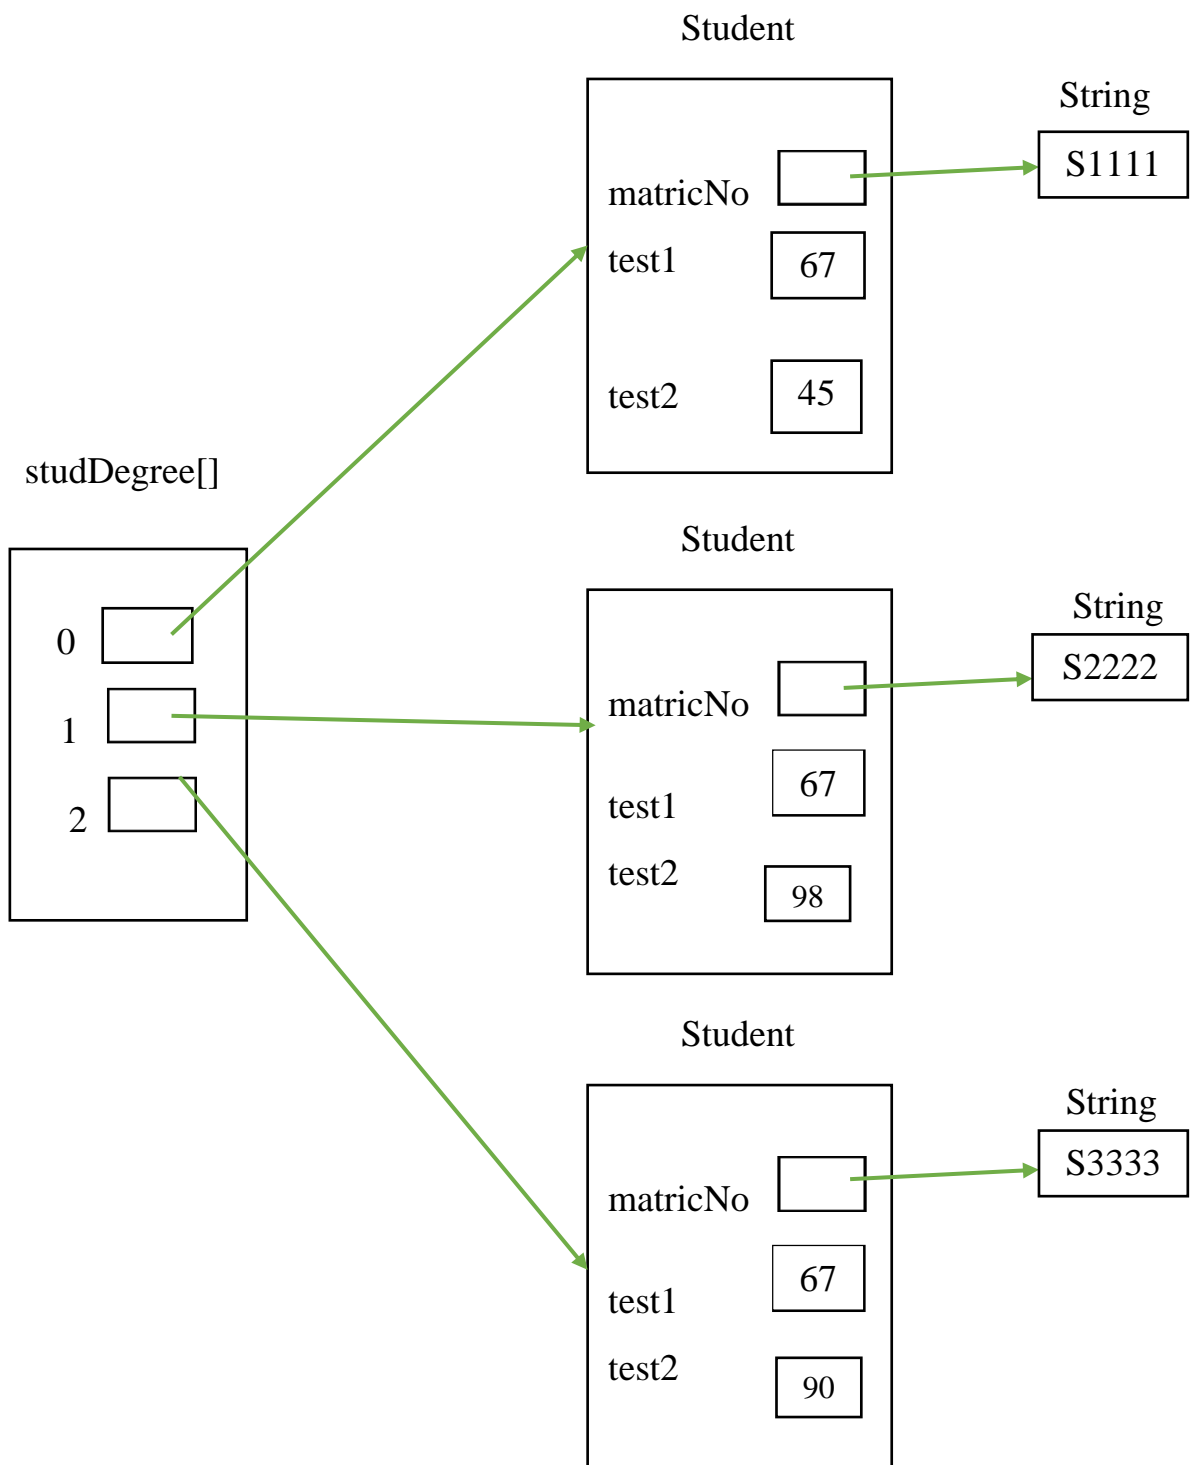 Student
String
S1111
matricNo
test1 67
test2 45
studDegree[]
0
1
2
Student
String
S2222
matricNo
test1 67
test2 98
Student
String
S3333
matricNo
test1 67
test2 90